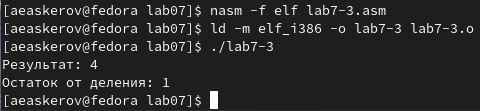 [aeaskerov@fedora lab07]$ nasm -f elf lab7-3.asm
[aeaskerov@fedora lab07]$ ld -m elf_i386 -o lab7-3 lab7-3.o
[aeaskerov@fedora lab07]$ ./lab7-3
Результат: 4
Остаток от деления: 1
[aeaskerov@fedora lab07]$